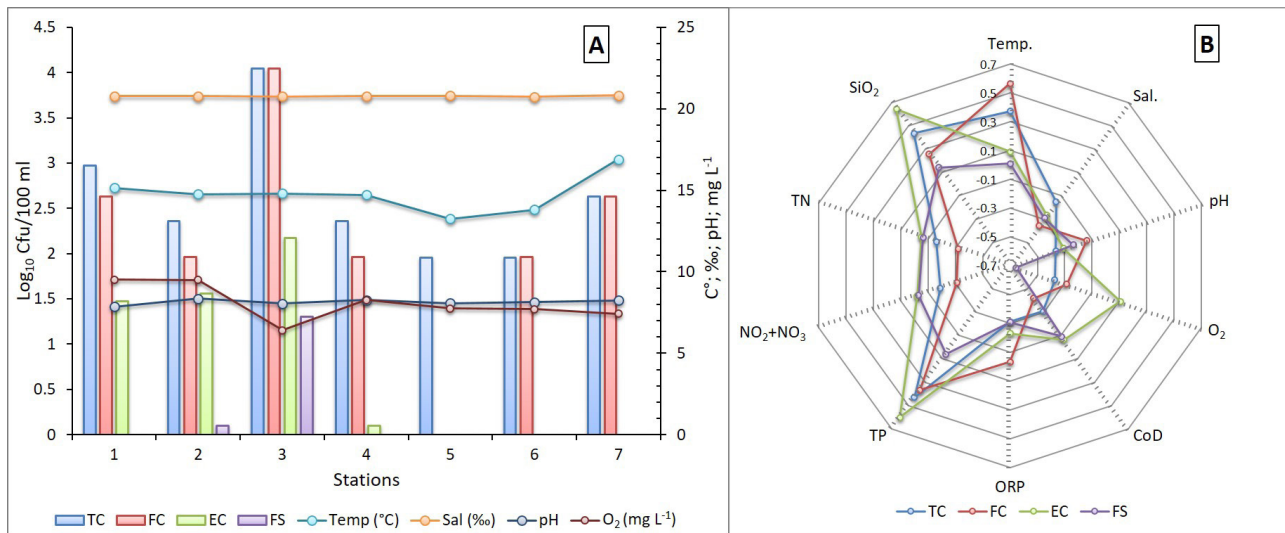 A
4.5
4
3.5
3
2.5
2
1.5
1
0.5
0
Log10 Cfu/100 ml
25
20
15
10
5
0
C°; ‰; pH; mg L-1
1 2 3 4 5 6 7
Stations
TC FC EC FS Temp (°C) Sal (‰) pH O2 (mg L-1)
B
Temp.
Sal.
pH
O2
CoD
ORP
TP
NO2+NO3
TN
SiO2
0.7
0.5
0.3
0.1
-0.1
-0.3
-0.5
-0.7
TC FC EC FS